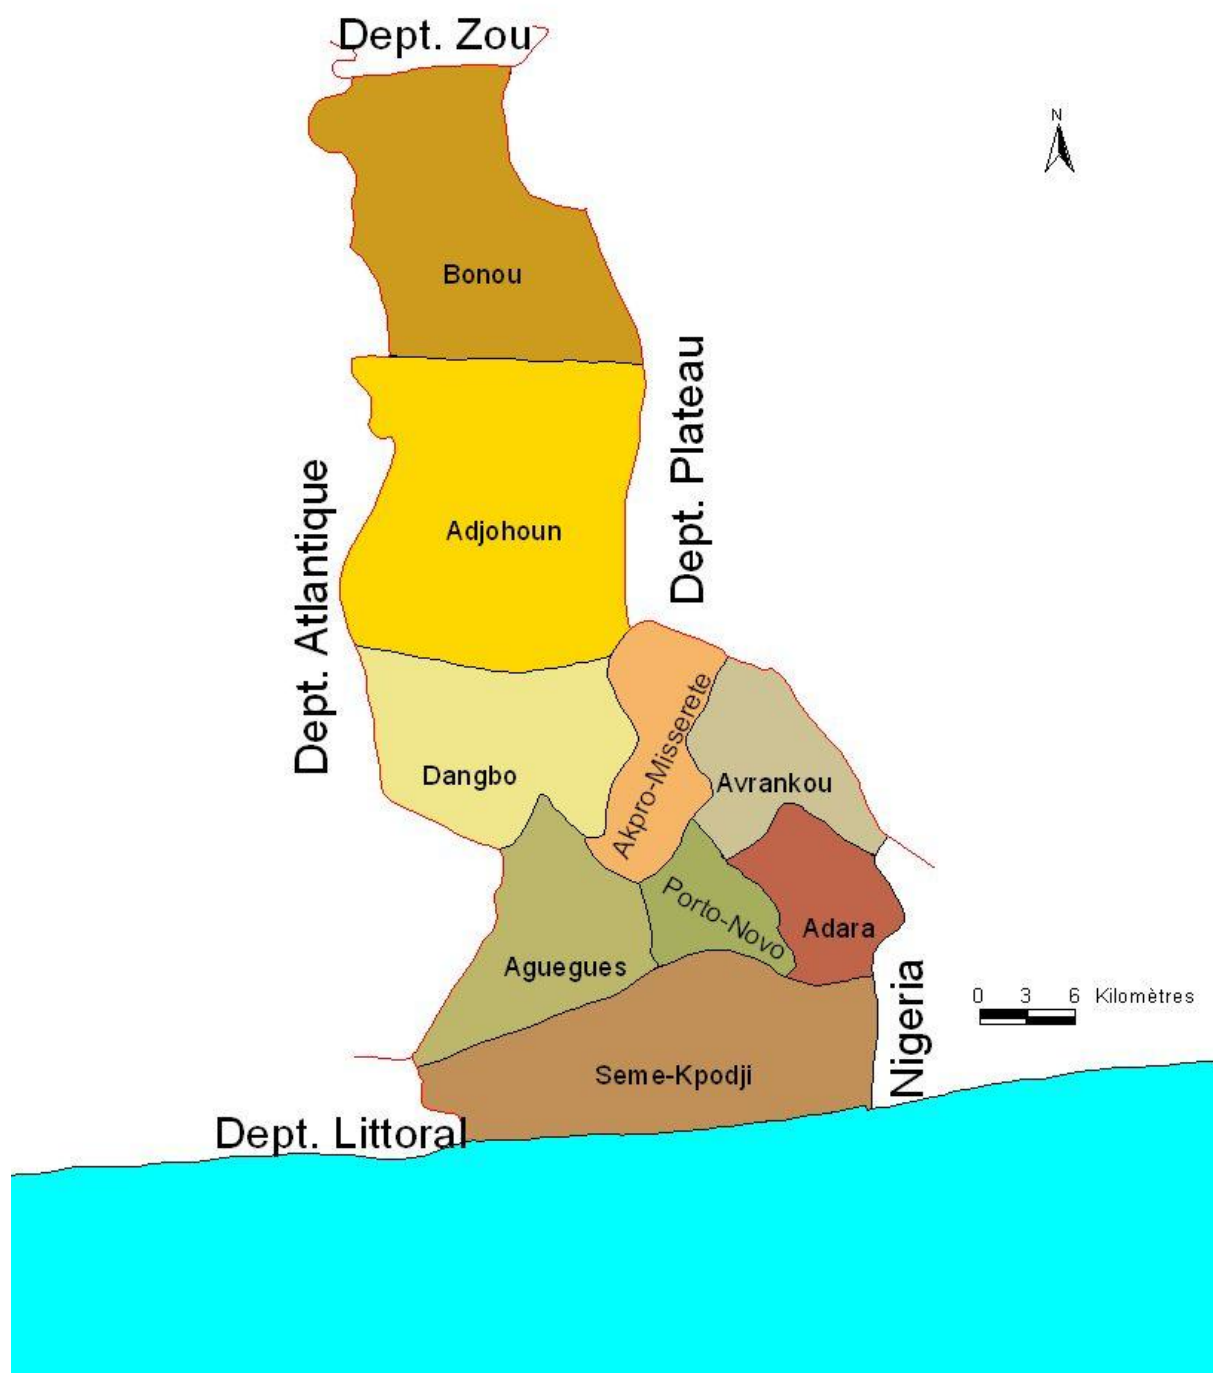 Dept. Zou
N
Bonou
Dept. Plateau
Adjohoun
Dept. Atlantique
Akpro-Misserete
Dangbo
Avrankou
Porto-Novo
Adara
Aguegues
Nigeria
0 3 6 Kilomètres
Seme-Kpodji
Dept. Littoral